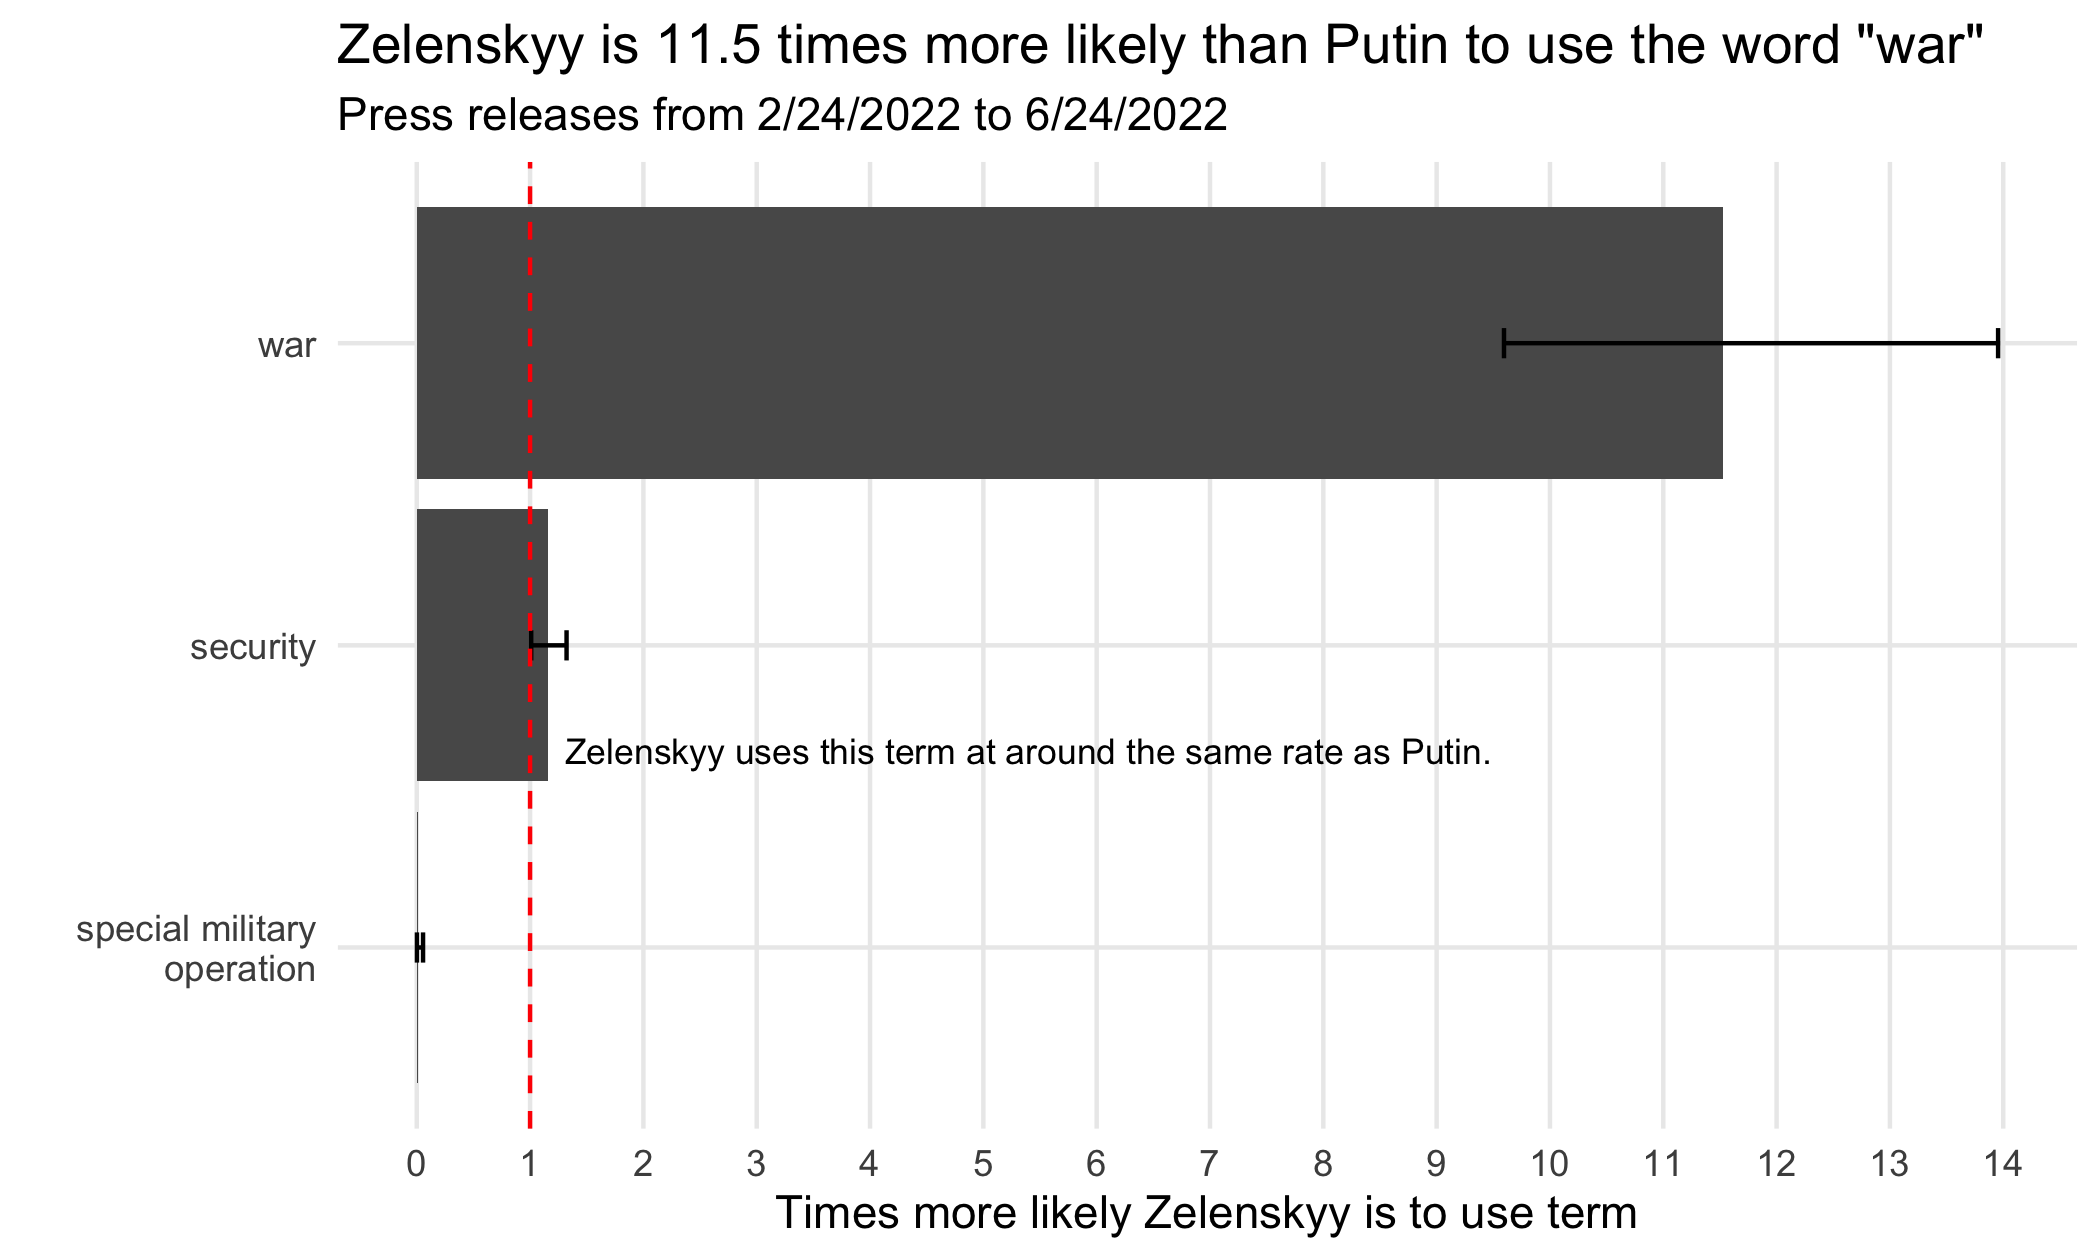 Zelenskyy is 11.5 times more likely than Putin to use the word "war"
Press releases from 2/24/2022 to 6/24/2022
war
security
Zelenskyy uses this term at around the same rate as Putin.
special military
operation
0 1 2 3 4 5 6 7 8 9 10 11 12 13 14
Times more likely Zelenskyy is to use term